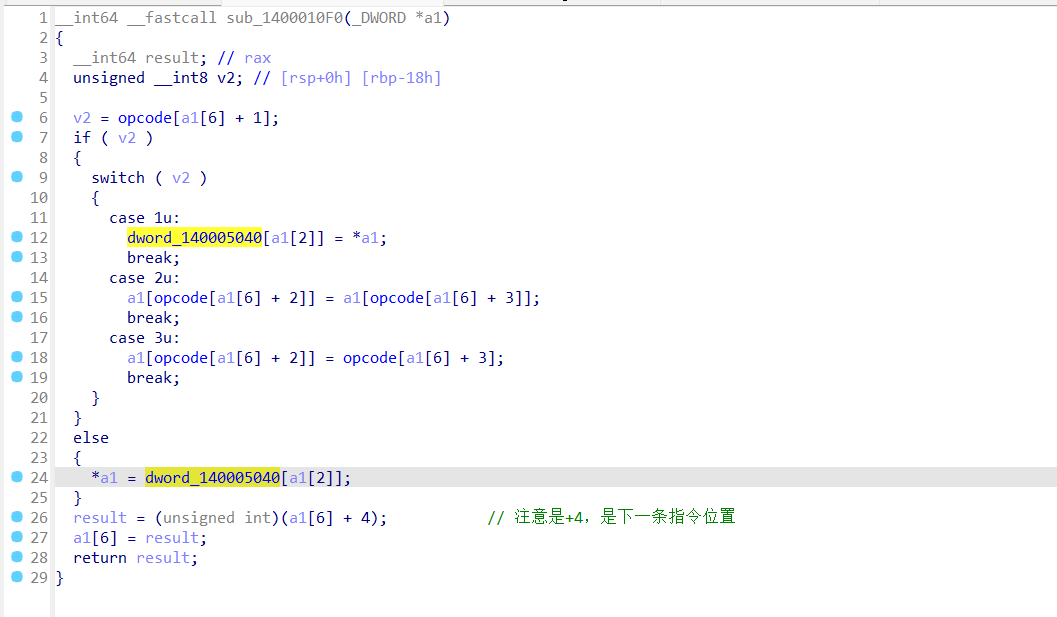 1 __int64 __fastcall sub_1400010F0(_DWORD *a1)
2 {
3 __int64 result; // rax
4 unsigned __int8 v2; // [rsp+0h] [rbp-18h]
5
6 v2 = opcode[a1[6] + 1];
7 if ( v2 )
8 {
9 switch ( v2 )
10 {
11 case 1u:
12 dword_140005040[a1[2]] = *a1;
13 break;
14 case 2u:
15 a1[opcode[a1[6] + 2]] = a1[opcode[a1[6] + 3]];
16 break;
17 case 3u:
18 a1[opcode[a1[6] + 2]] = opcode[a1[6] + 3];
19 break;
20 }
21 }
22 else
23 {
24 *a1 = dword_140005040[a1[2]];
25 }
26 result = (unsigned int)(a1[6] + 4); // 注意是+4，是下一条指令位置
27 a1[6] = result;
28 return result;
29 }